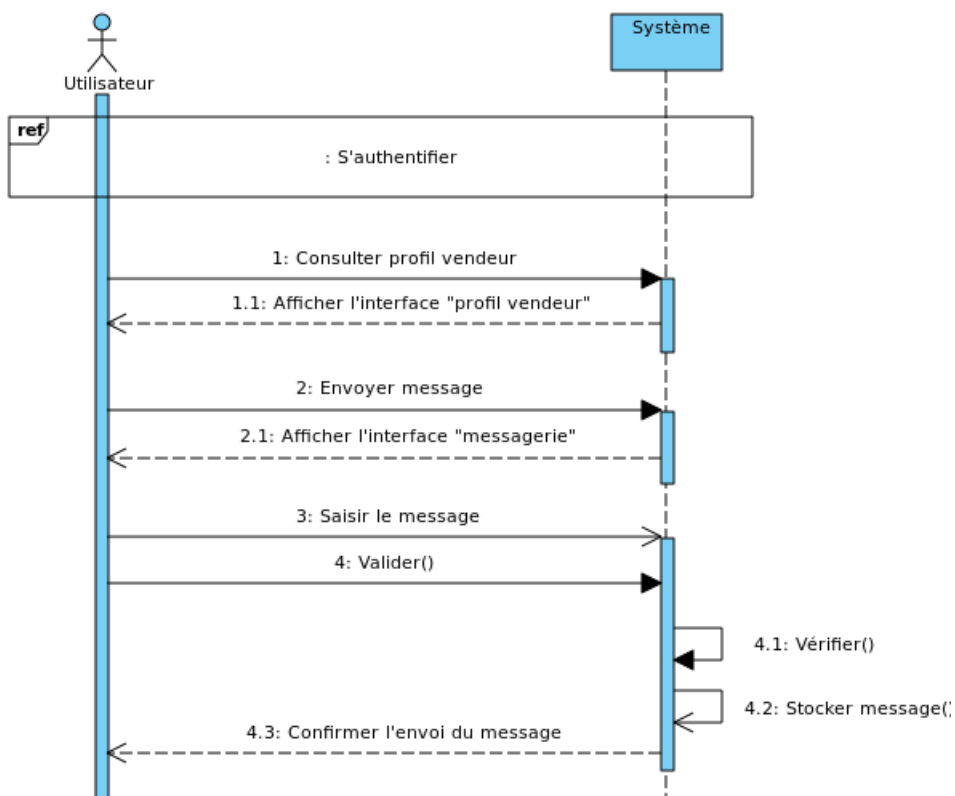 Système
Utilisateur
ref
: S'authentifier
1: Consulter profil vendeur
1.1: Afficher l'interface "profil vendeur"
2: Envoyer message
2.1: Afficher l'interface "messagerie"
3: Saisir le message
4: Valider()
4.1: Vérifier()
4.2: Stocker message()
4.3: Confirmer l'envoi du message